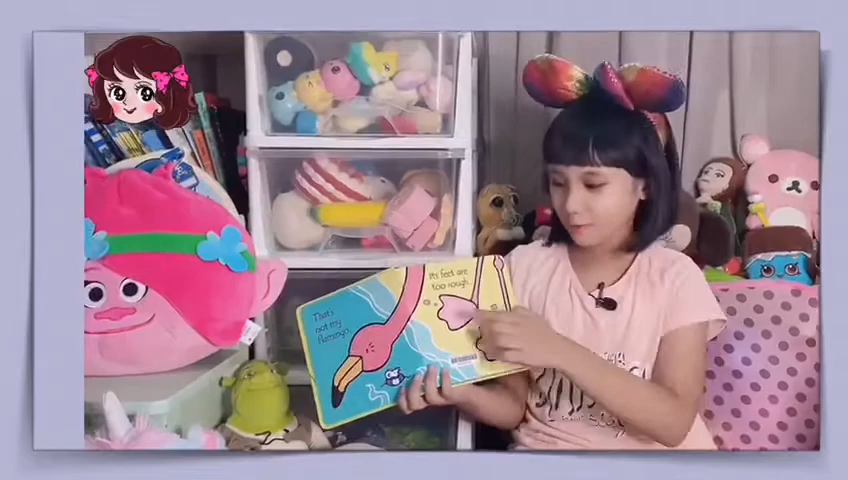 That's
not my
flamingo.
Its feet are
too rough.